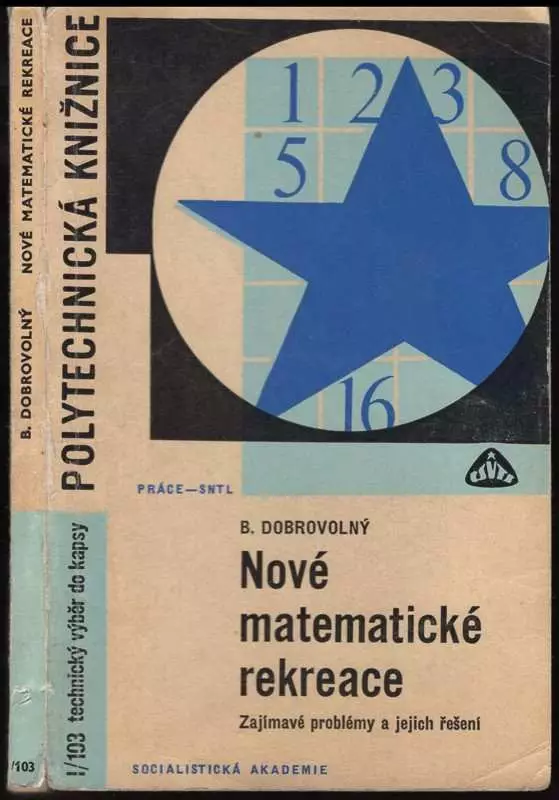 /103 B. DOBROVOLNÝ NOVÉ MATEMATICKÉ REKREACE
I/103 technický výběr do kapsy POLYTECHNICKÁ KNIŽNICE
1 2 3
5 8
16
ČSVTS
PRÁCE—SNTL
B. DOBROVOLNÝ
Nové
matematické
rekreace
Zajímavé problémy a jejich řešení
SOCIALISTICKÁ AKADEMIE